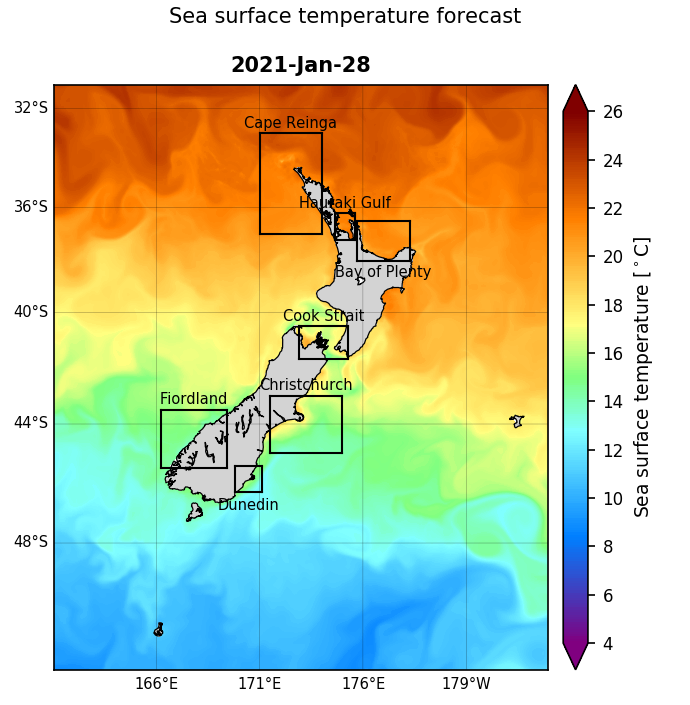 Sea surface temperature forecast
2021-Jan-28
32°S
36°S
40°S
44°S
48°S
166°E
171°E
176°E
179°W
Cape Reinga
Hauraki Gulf
Bay of Plenty
Cook Strait
Christchurch
Fiordland
Dunedin
26
24
22
20
18
16
14
12
10
8
6
4
Sea surface temperature [°C]